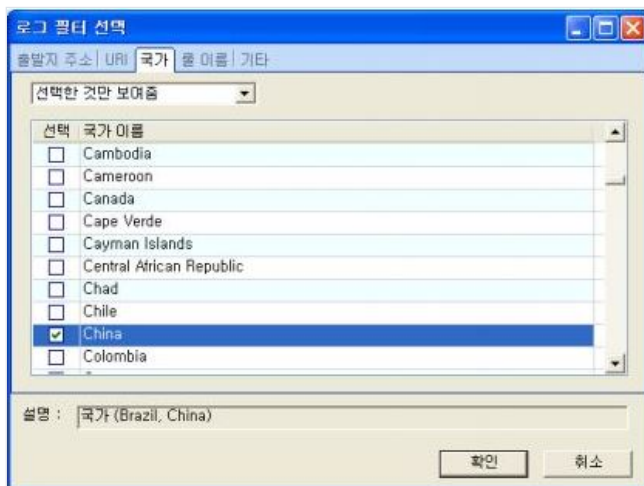 로그 필터 선택
출발지 주소 URI 국가 룰 이름 기타
선택한 것만 보여줌
선택 국가 이름
Cambodia
Cameroon
Canada
Cape Verde
Cayman Islands
Central African Republic
Chad
Chile
China
Colombia
설명 : 국가 (Brazil, China)
확인 취소